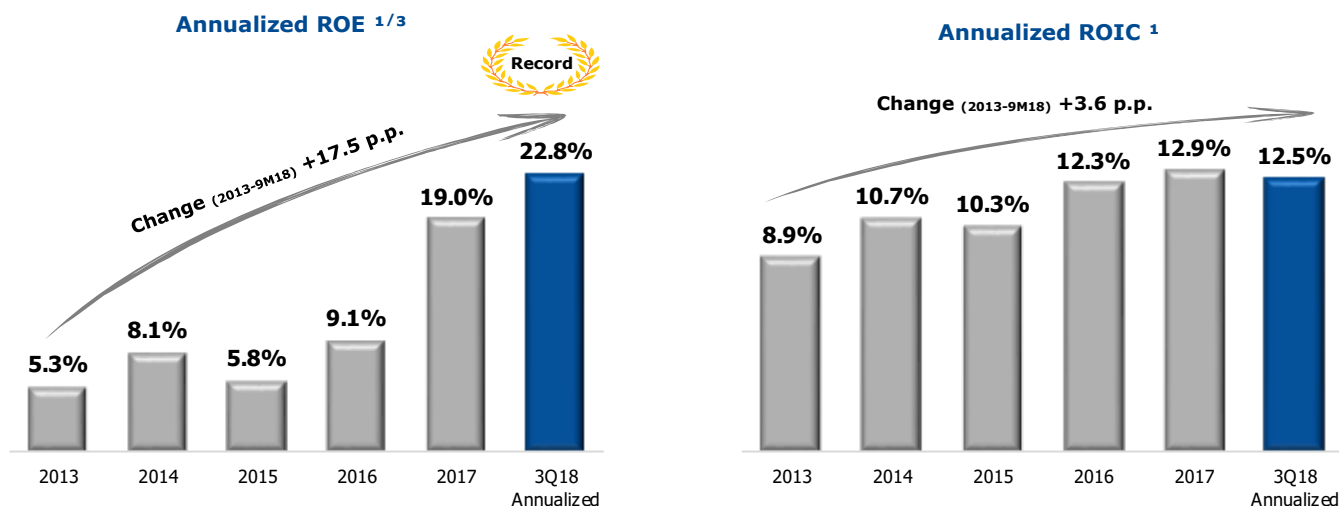 Annualized ROE ¹/³
Record
Change (2013-9M18) +17.5 p.p.
22.8%
19.0%
9.1%
8.1%
5.8%
5.3%
2013 2014 2015 2016 2017 3Q18
Annualized
Annualized ROIC ¹
Change (2013-9M18) +3.6 p.p.
12.9%
12.3%
12.5%
10.7%
10.3%
8.9%
2013 2014 2015 2016 2017 3Q18
Annualized